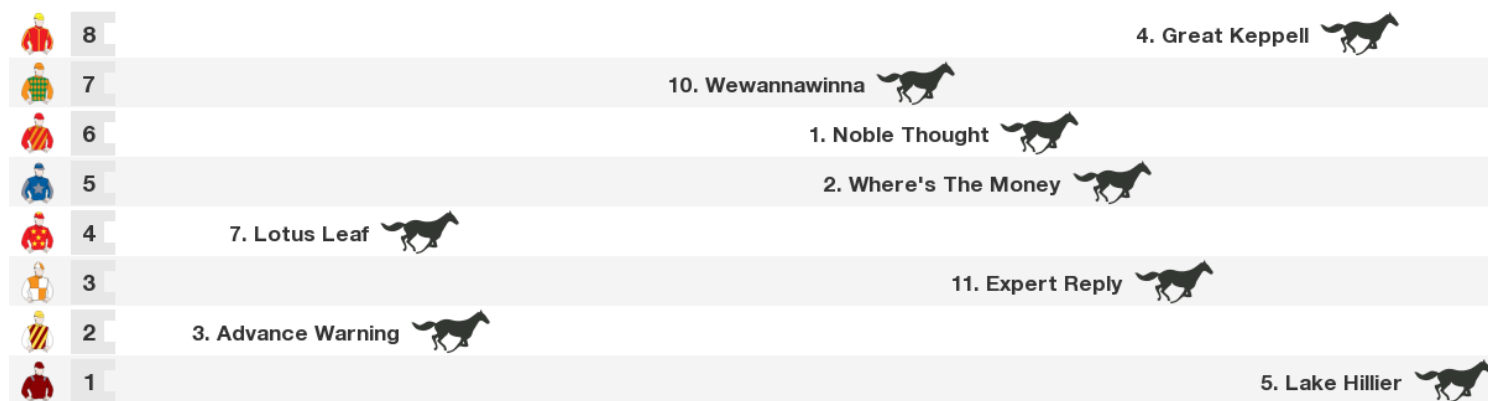 8 4. Great Keppell
7 10. Wewannawinna
6 1. Noble Thought
5 2. Where's The Money
4 7. Lotus Leaf
3 11. Expert Reply
2 3. Advance Warning
1 5. Lake Hillier